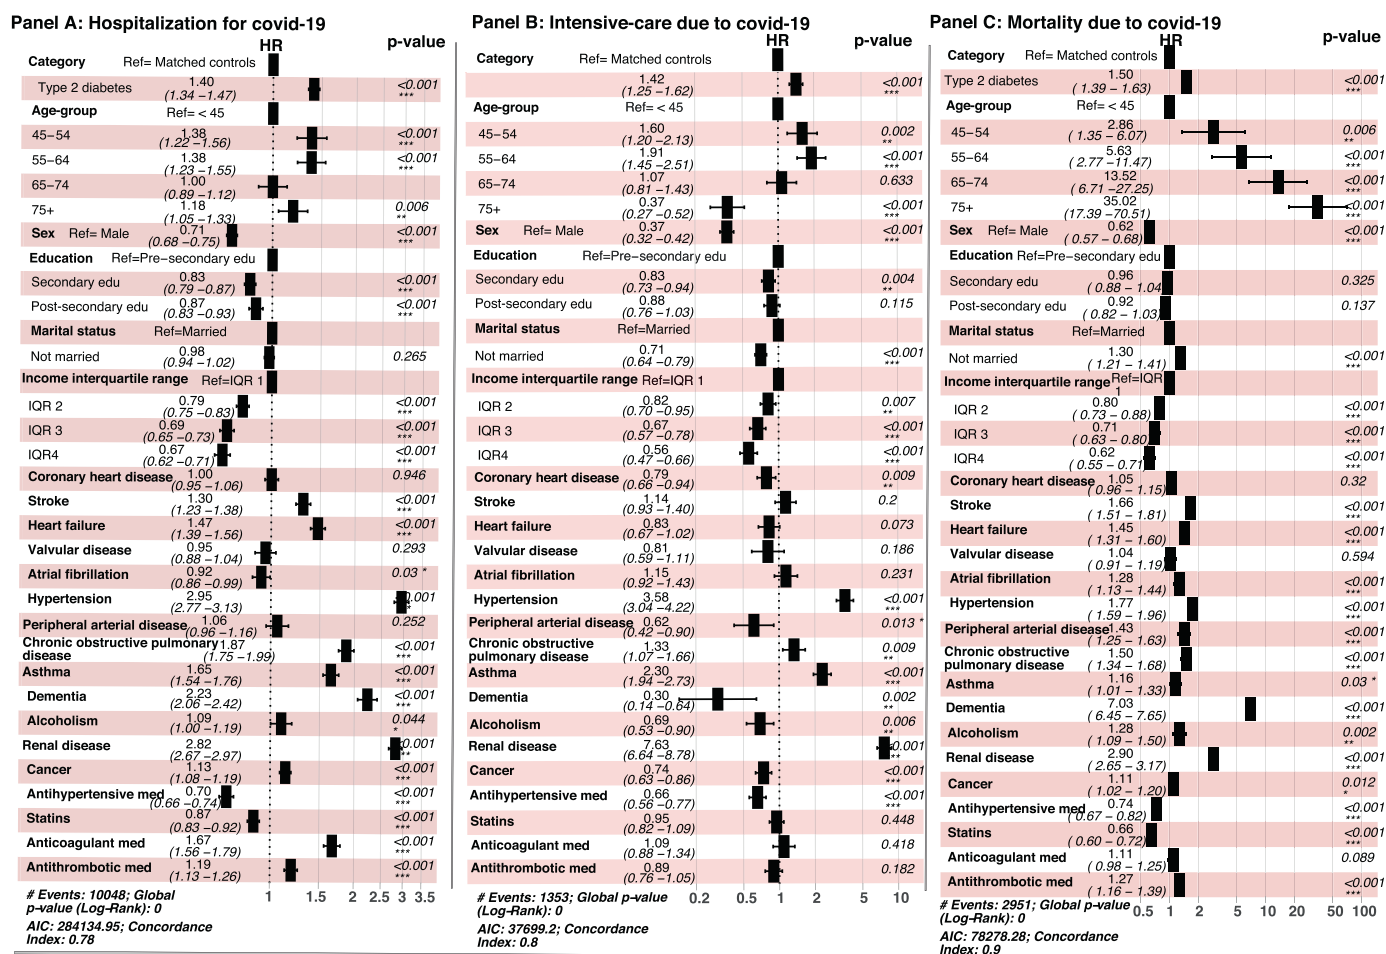 Panel A: Hospitalization for covid-19
HR p-value
Category Ref= Matched controls
Type 2 diabetes 1.40 (1.34 −1.47) <0.001 ***
Age-group Ref= < 45
45−54 1.38 (1.22 −1.56) <0.001 ***
55−64 1.38 (1.23 −1.55) <0.001 ***
65−74 1.00 (0.89 −1.12)
75+ 1.18 (1.05 −1.33) 0.006 **
Sex Ref= Male 0.71 (0.68 −0.75) <0.001 ***
Education Ref=Pre−secondary edu
Secondary edu 0.83 (0.79 −0.87) <0.001 ***
Post-secondary edu 0.87 (0.83 −0.93) <0.001 ***
Marital status Ref=Married
Not married 0.98 (0.94 −1.02) 0.265
Income interquartile range Ref=IQR 1
IQR 2 0.79 (0.75 −0.83) <0.001 ***
IQR 3 0.69 (0.65 −0.73) <0.001 ***
IQR4 0.67 (0.62 −0.71) <0.001 ***
Coronary heart disease 1.00 (0.95 −1.06) 0.946
Stroke 1.30 (1.23 −1.38) <0.001 ***
Heart failure 1.47 (1.39 −1.56) <0.001 ***
Valvular disease 0.95 (0.88 −1.04) 0.293
Atrial fibrillation 0.92 (0.86 −0.99) 0.03 *
Hypertension 2.95 (2.77 −3.13)
Peripheral arterial disease 1.06 (0.96 −1.16) 0.252
Chronic obstructive pulmonary disease 1.87 (1.75 −1.99) <0.001 ***
Asthma 1.65 (1.54 −1.76) <0.001 ***
Dementia 2.23 (2.06 −2.42) <0.001 ***
Alcoholism 1.09 (1.00 −1.19) 0.044 *
Renal disease 2.82 (2.67 −2.97)
Cancer 1.13 (1.08 −1.19) <0.001 ***
Antihypertensive med 0.70 (0.66 −0.74) <0.001 ***
Statins 0.87 (0.83 −0.92) <0.001 ***
Anticoagulant med 1.67 (1.56 −1.79) <0.001 ***
Antithrombotic med 1.19 (1.13 −1.26) <0.001 ***
# Events: 10048; Global
p-value (Log-Rank): 0
AIC: 284134.95; Concordance
Index: 0.78
1 1.5 2 2.5 3 3.5
Panel B: Intensive-care due to covid-19
HR p-value
Category Ref= Matched controls
1.42 (1.25 −1.62) <0.001 ***
Age-group Ref= < 45
45−54 1.60 (1.20 −2.13) 0.002 **
55−64 1.91 (1.45 −2.51) <0.001 ***
65−74 1.07 (0.81 −1.43) 0.633
75+ 0.37 (0.27 −0.52) <0.001 ***
Sex Ref= Male 0.37 (0.32 −0.42) <0.001 ***
Education Ref=Pre−secondary edu
Secondary edu 0.83 (0.73 −0.94) 0.004 **
Post-secondary edu 0.88 (0.76 −1.03) 0.115
Marital status Ref=Married
Not married 0.71 (0.64 −0.79) <0.001 ***
Income interquartile range Ref=IQR 1
IQR 2 0.82 (0.70 −0.95) 0.007 **
IQR 3 0.67 (0.57 −0.78) <0.001 ***
IQR4 0.56 (0.47 −0.66) <0.001 ***
Coronary heart disease 0.79 (0.66 −0.94) 0.009 **
Stroke 1.14 (0.93 −1.40) 0.2
Heart failure 0.83 (0.67 −1.02) 0.073
Valvular disease 0.81 (0.59 −1.11) 0.186
Atrial fibrillation 1.15 (0.92 −1.43) 0.231
Hypertension 3.58 (3.04 −4.22) <0.001 ***
Peripheral arterial disease 0.62 (0.42 −0.90) 0.013 *
Chronic obstructive pulmonary disease 1.33 (1.07 −1.66) 0.009 **
Asthma 2.30 (1.94 −2.73) <0.001 ***
Dementia 0.30 (0.14 −0.64) 0.002 **
Alcoholism 0.69 (0.53 −0.90) 0.006 **
Renal disease 7.63 (6.64 −8.78)
Cancer 0.74 (0.63 −0.86) <0.001 ***
Antihypertensive med 0.66 (0.56 −0.77) <0.001 ***
Statins 0.95 (0.82 −1.09) 0.448
Anticoagulant med 1.09 (0.88 −1.34) 0.418
Antithrombotic med 0.89 (0.76 −1.05) 0.182
# Events: 1353; Global p-value
(Log-Rank): 0
AIC: 37699.2; Concordance
Index: 0.8
0.2 0.5 1 2 5 10
Panel C: Mortality due to covid-19
HR p-value
Category Ref= Matched controls
Type 2 diabetes 1.50 ( 1.39 − 1.63) <0.001 ***
Age-group Ref= < 45
45−54 2.86 ( 1.35 − 6.07) 0.006 **
55−64 5.63 ( 2.77 −11.47) <0.001 ***
65−74 13.52 ( 6.71 −27.25) <0.001 ***
75+ 35.02 (17.39 −70.51) <0.001 ***
Sex Ref= Male 0.62 ( 0.57 − 0.68) <0.001 ***
Education Ref=Pre−secondary edu
Secondary edu 0.96 ( 0.88 − 1.04 0.325
Post-secondary edu 0.92 ( 0.82 − 1.03) 0.137
Marital status Ref=Married
Not married 1.30 ( 1.21 − 1.41) <0.001 ***
Income interquartile range Ref=IQR 1
IQR 2 0.80 ( 0.73 − 0.88) <0.001 ***
IQR 3 0.71 ( 0.63 − 0.80 <0.001 ***
IQR4 0.62 ( 0.55 − 0.71 <0.001 ***
Coronary heart disease 1.05 ( 0.96 − 1.15) 0.32
Stroke 1.66 ( 1.51 − 1.81) <0.001 ***
Heart failure 1.45 ( 1.31 − 1.60) <0.001 ***
Valvular disease 1.04 ( 0.91 − 1.19) 0.594
Atrial fibrillation 1.28 ( 1.13 − 1.44) <0.001 ***
Hypertension 1.77 ( 1.59 − 1.96) <0.001 ***
Peripheral arterial disease 1.43 ( 1.25 − 1.63) <0.001 ***
Chronic obstructive pulmonary disease 1.50 ( 1.34 − 1.68) <0.001 ***
Asthma 1.16 ( 1.01 − 1.33) 0.03 *
Dementia 7.03 ( 6.45 − 7.65) <0.001 ***
Alcoholism 1.28 ( 1.09 − 1.50) 0.002 **
Renal disease 2.90 ( 2.65 − 3.17) <0.001 ***
Cancer 1.11 ( 1.02 − 1.20) 0.012 *
Antihypertensive med 0.74 ( 0.67 − 0.82) <0.001 ***
Statins 0.66 ( 0.60 − 0.72) <0.001 ***
Anticoagulant med 1.11 ( 0.98 − 1.25) 0.089
Antithrombotic med 1.27 ( 1.16 − 1.39) <0.001 ***
# Events: 2951; Global p-value
(Log-Rank): 0
AIC: 78278.28; Concordance
Index: 0.9
0.5 1 2 5 10 20 50 100